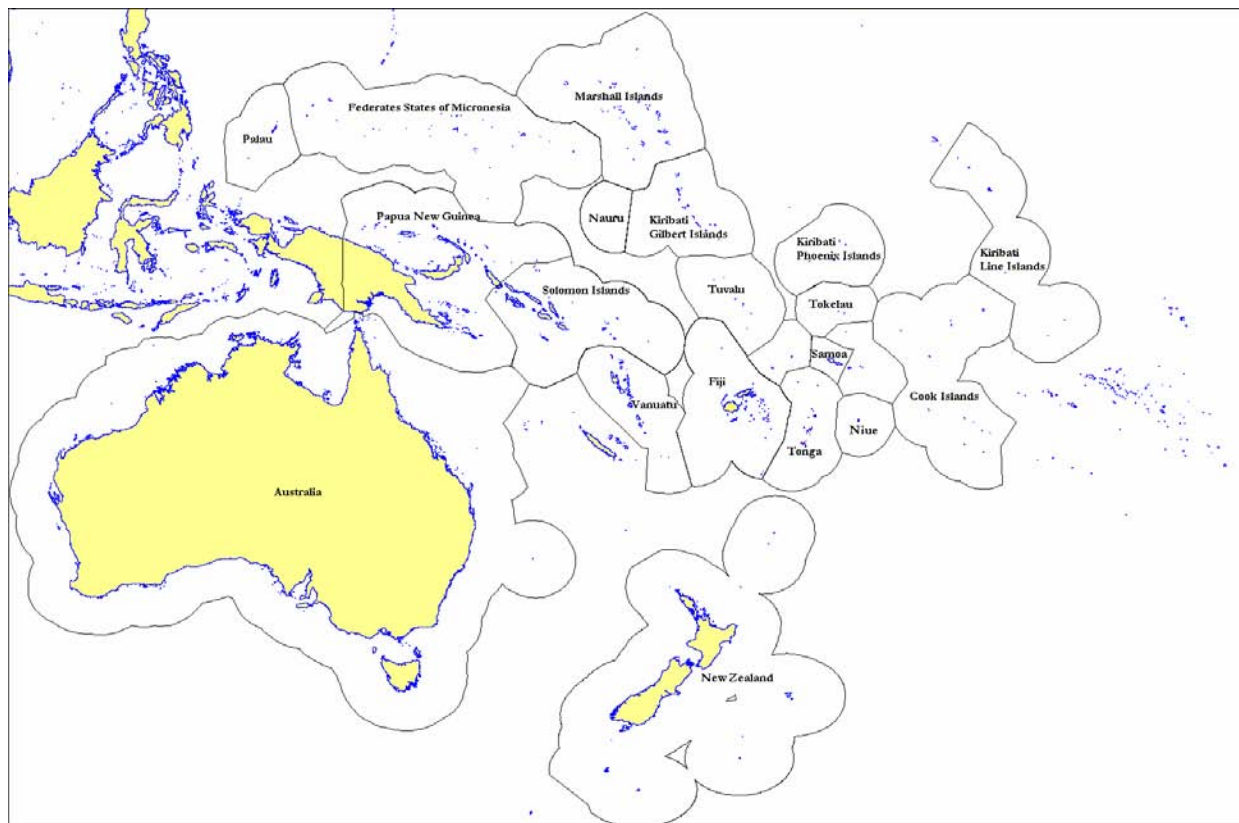 Marshall Islands
Federates States of Micronesia
Palau
Papua New Guinea
Nauru
Kiribati
Gilbert Islands
Kiribati
Phoenix Islands
Kiribati
Line Islands
Solomon Islands
Tuvalu
Tokelau
Samoa
Fiji
Vanuatu
Cook Islands
Niue
Tonga
Australia
New Zealand